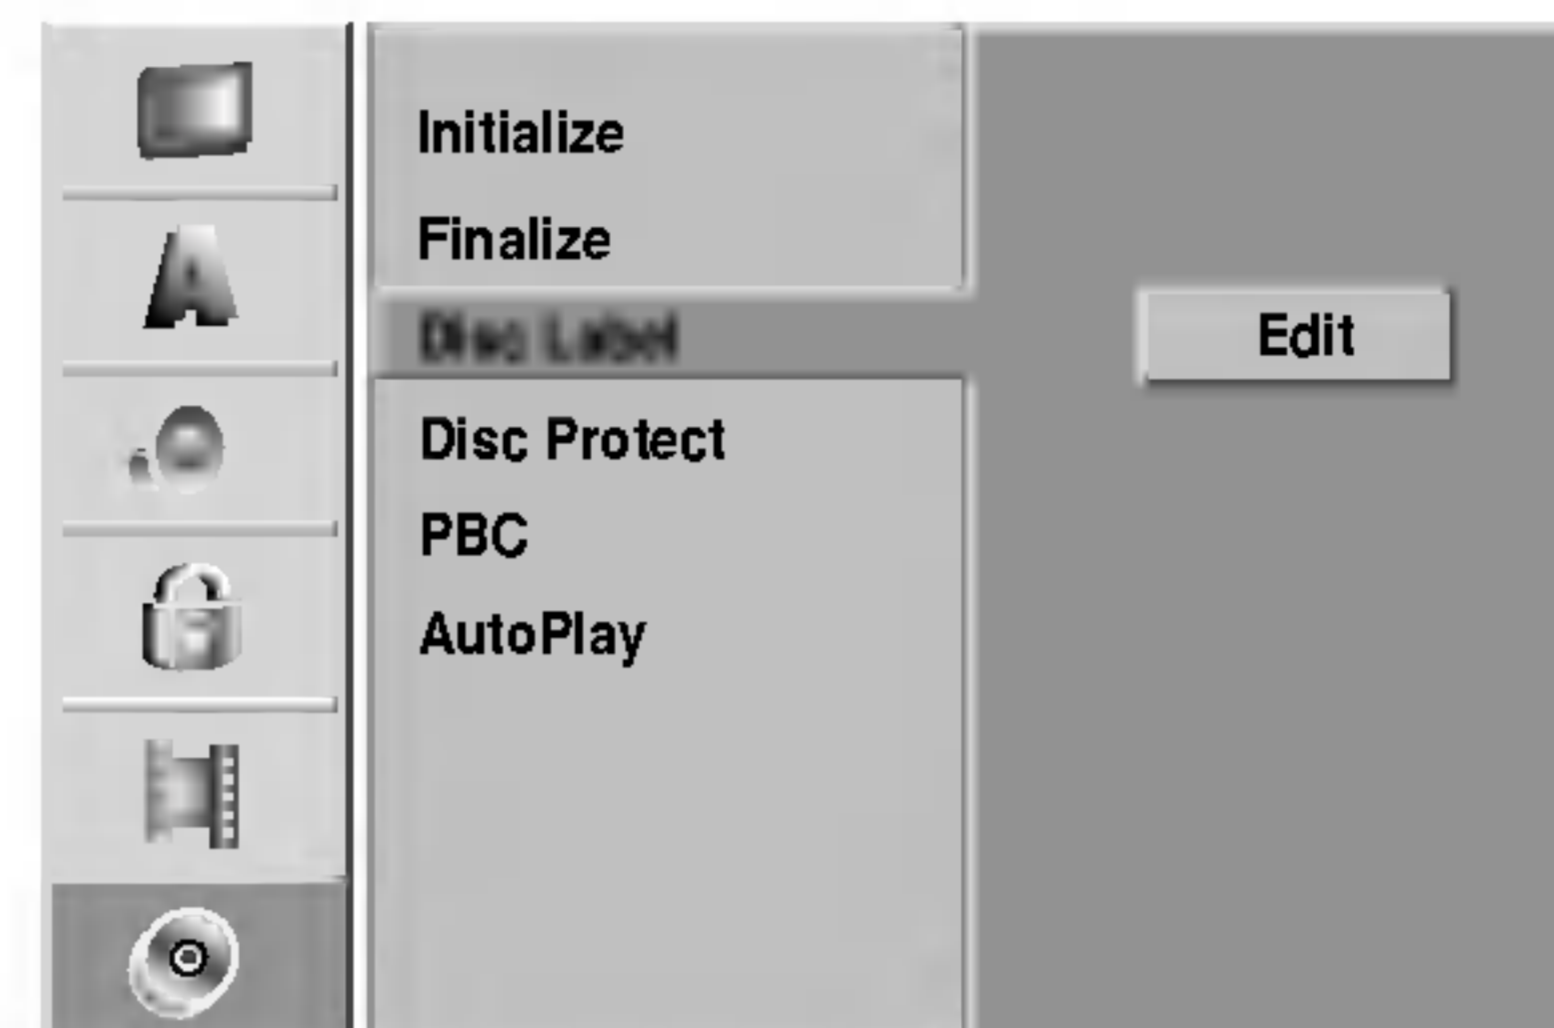 Initialize
Finalize
Disc Label
Edit
Disc Protect
PBC
AutoPlay